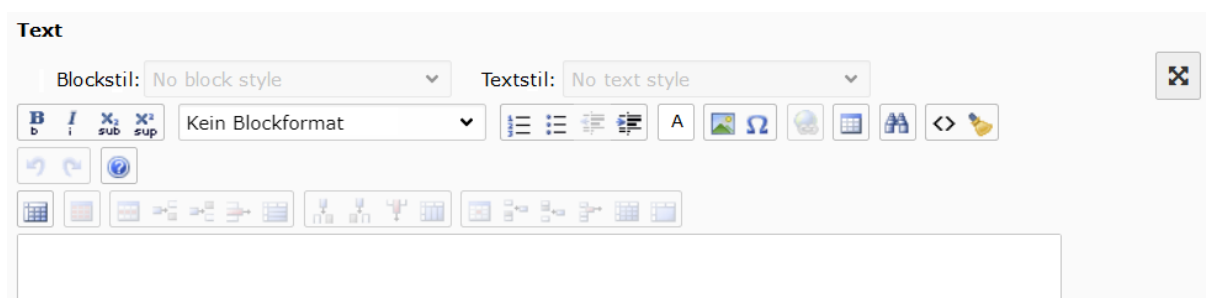 Text
Blockstil: No block style Textstil: No text style
B b I i X₂ sub X² sup Kein Blockformat A